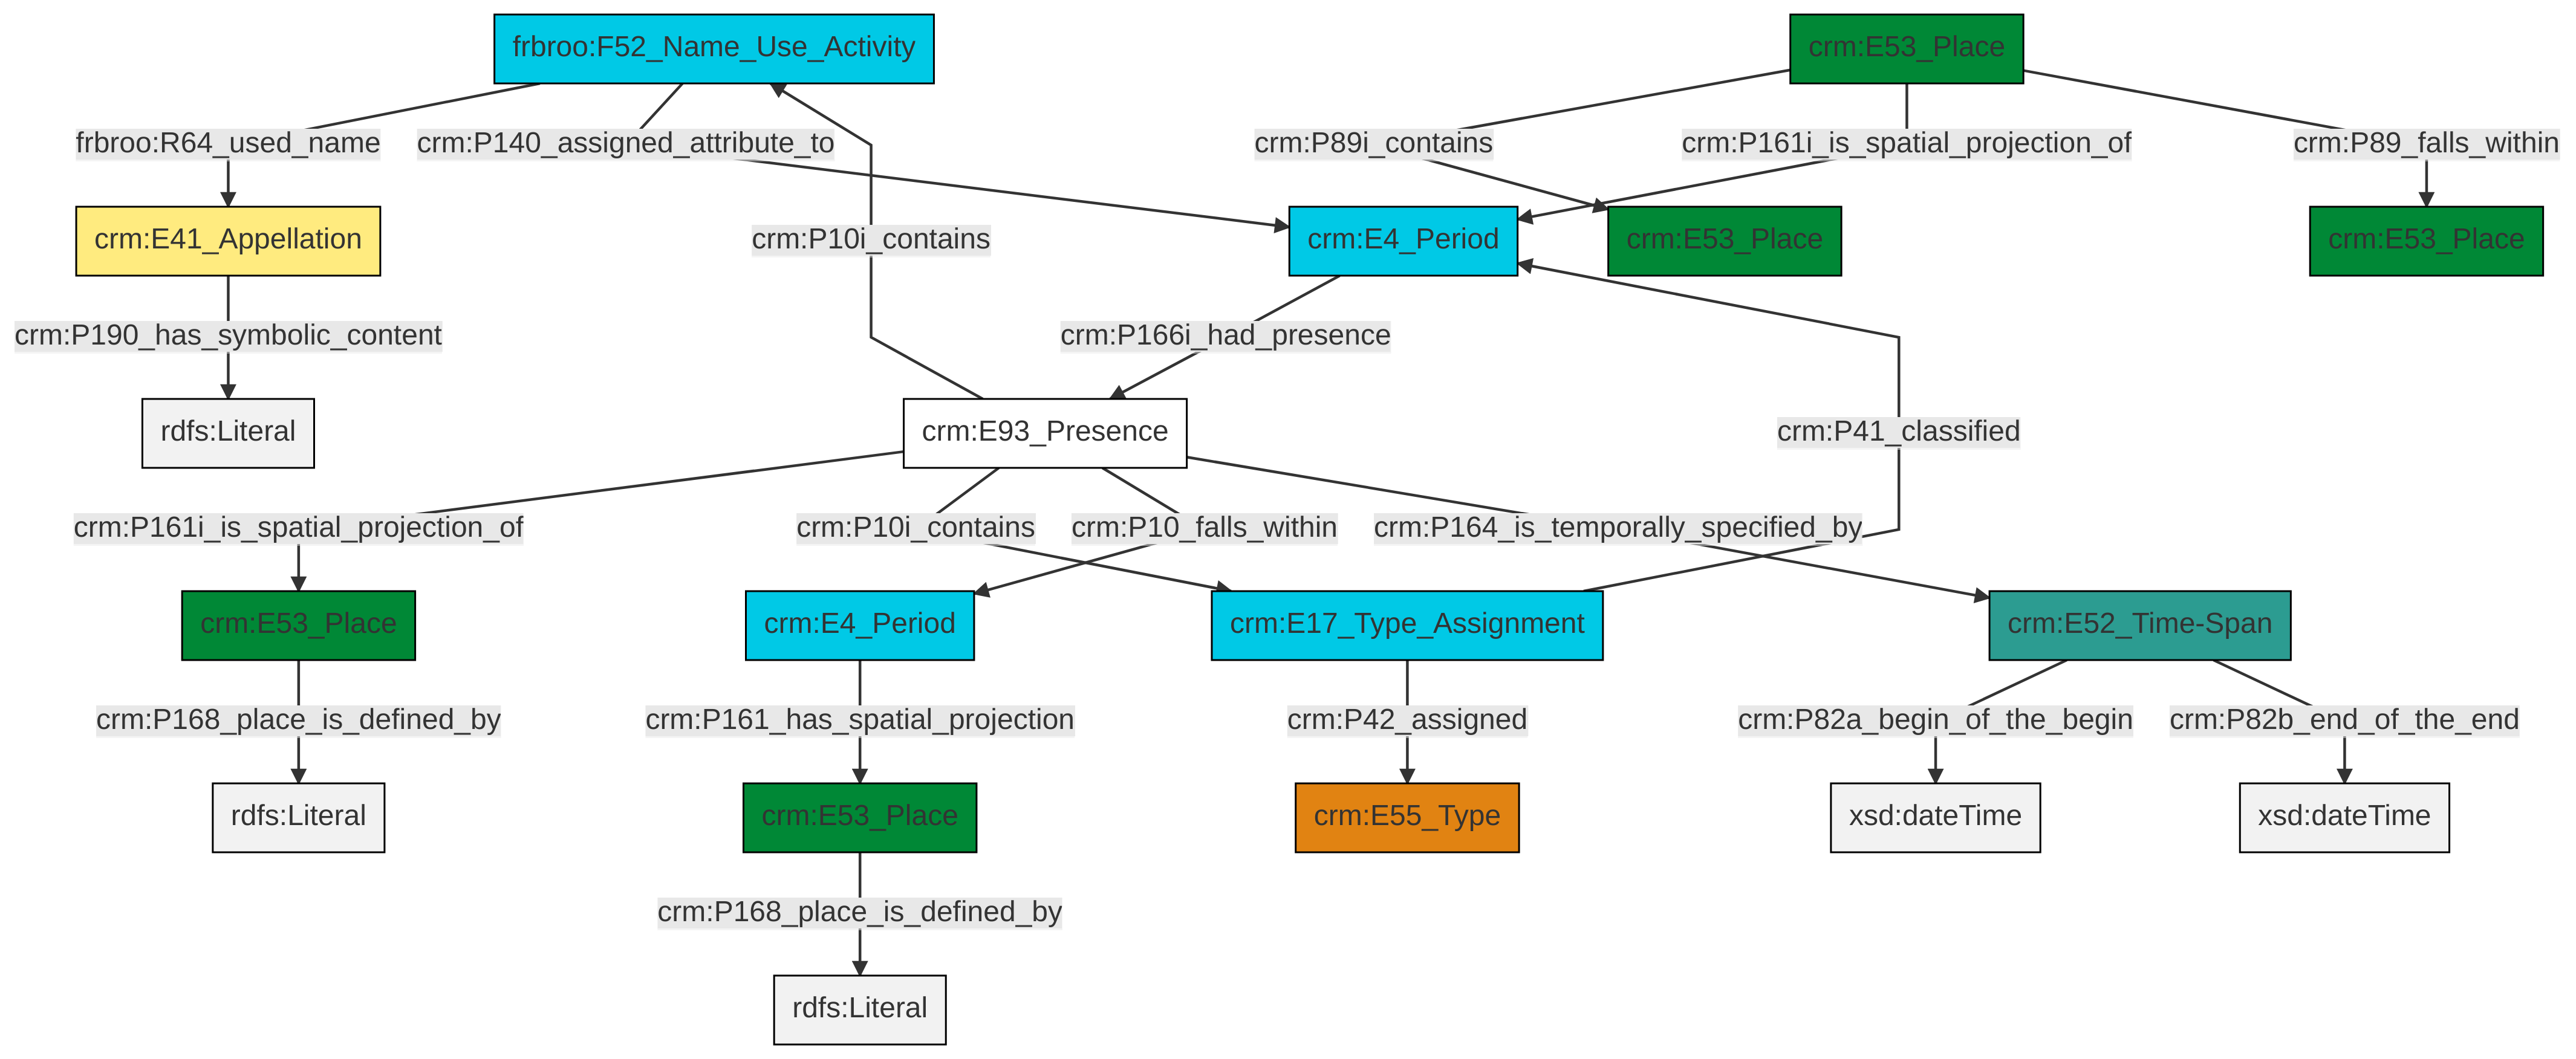 frbroo:F52_Name_Use_Activity
crm:E53_Place
frbroo:R64_used_name
crm:P140_assigned_attribute_to
crm:P89i_contains
crm:P161i_is_spatial_projection_of
crm:P89_falls_within
crm:E41_Appellation
crm:P10i_contains
crm:E4_Period
crm:E53_Place
crm:E53_Place
crm:P190_has_symbolic_content
crm:P166i_had_presence
rdfs:Literal
crm:E93_Presence
crm:P41_classified
crm:P161i_is_spatial_projection_of
crm:P10i_contains
crm:P10_falls_within
crm:P164_is_temporally_specified_by
crm:E53_Place
crm:E4_Period
crm:E17_Type_Assignment
crm:E52_Time-Span
crm:P168_place_is_defined_by
crm:P161_has_spatial_projection
crm:P42_assigned
crm:P82a_begin_of_the_begin
crm:P82b_end_of_the_end
rdfs:Literal
crm:E53_Place
crm:E55_Type
xsd:dateTime
xsd:dateTime
crm:P168_place_is_defined_by
rdfs:Literal